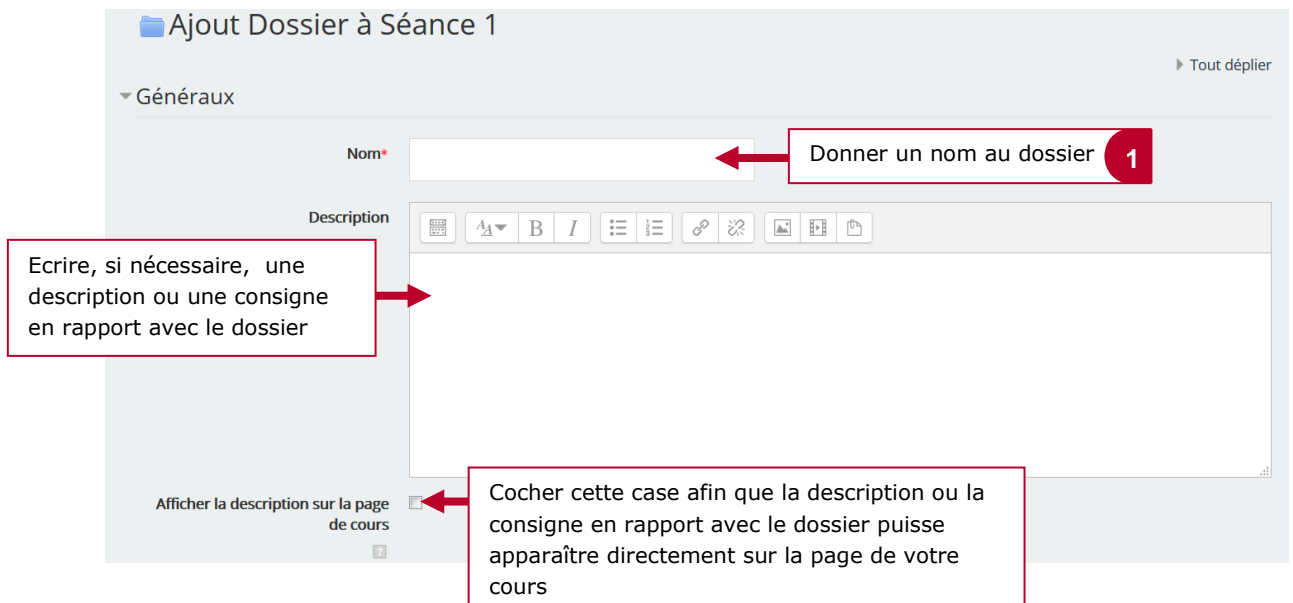 Ajout Dossier à Séance 1
Tout déplier
Généraux
Nom*
Donner un nom au dossier 1
Description
B I
Ecrire, si nécessaire, une
description ou une consigne
en rapport avec le dossier
Afficher la description sur la page
de cours
?
Cocher cette case afin que la description ou la
consigne en rapport avec le dossier puisse
apparaître directement sur la page de votre
cours